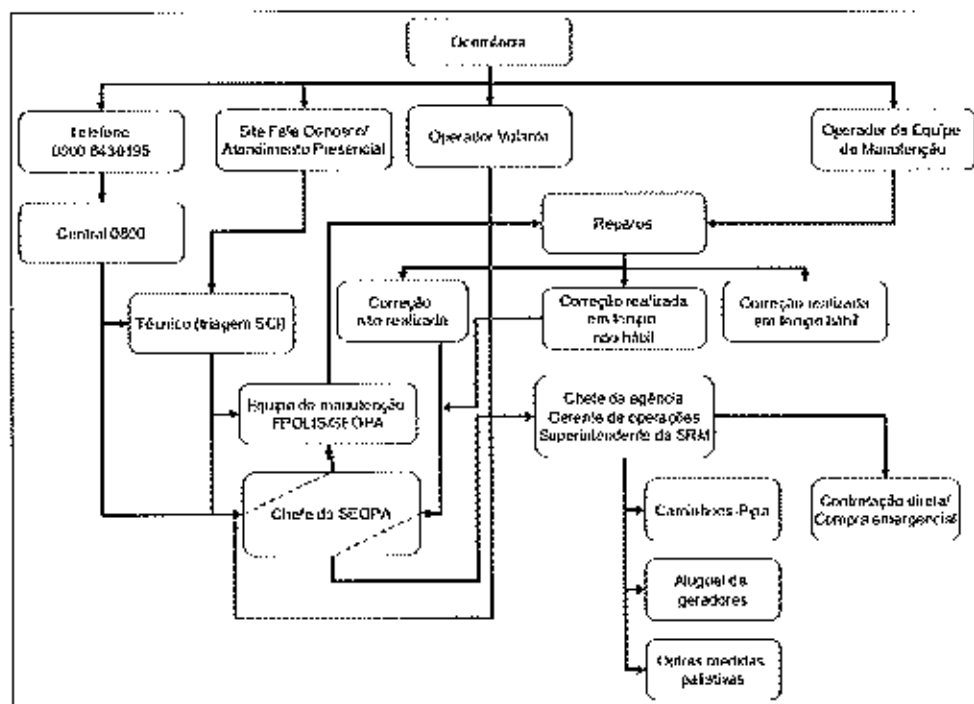 Ocorrência
Telefone
0800
Site Fale Conosco/
Atendimento Presencial
Operador Volante
Operador da Equipe
de Manutenção
Central 0800
Reparos
Técnico (triagem SCI)
Correção
não realizada
Correção realizada
em tempo
não hábil
Correção realizada
em tempo hábil
Equipe de manutenção
Chefe da agência
Gerente de operações
Superintendente da SRM
Chefe do SEOPA
Caminhões-Pipa
Contratação direta/
Compra emergencial
Aluguel de
geradores
Outras medidas
paliativas